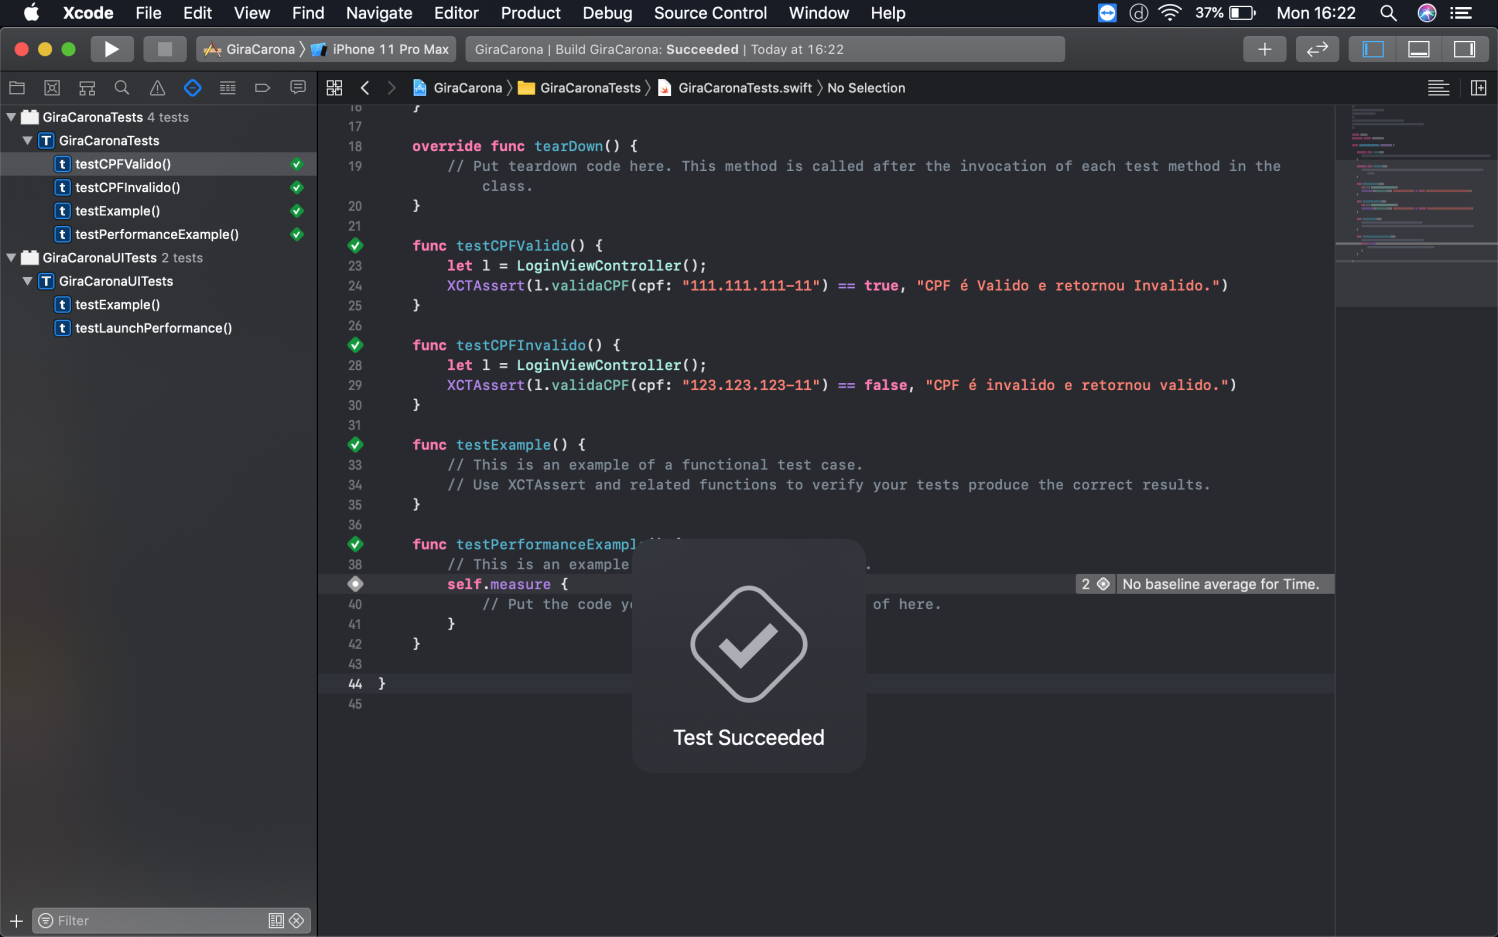 Xcode File Edit View Find Navigate Editor Product Debug Source Control Window Help 37% Mon 16:22
GiraCarona iPhone 11 Pro Max GiraCarona | Build GiraCarona: Succeeded | Today at 16:22
GiraCarona GiraCaronaTests GiraCaronaTests.swift No Selection
GiraCaronaTests 4 tests
T GiraCaronaTests
t testCPFValido()
t testCPFInvalido()
t testExample()
t testPerformanceExample()
GiraCaronaUITests 2 tests
T GiraCaronaUITests
t testExample()
t testLaunchPerformance()
Filter
16 }
17
18 override func tearDown() {
19 // Put teardown code here. This method is called after the invocation of each test method in the
class.
20 }
21
func testCPFValido() {
23 let l = LoginViewController();
24 XCTAssert(l.validaCPF(cpf: "111.111.111-11") == true, "CPF é Valido e retornou Invalido.")
25 }
26
func testCPFInvalido() {
28 let l = LoginViewController();
29 XCTAssert(l.validaCPF(cpf: "123.123.123-11") == false, "CPF é invalido e retornou valido.")
30 }
31
func testExample() {
33 // This is an example of a functional test case.
34 // Use XCTAssert and related functions to verify your tests produce the correct results.
35 }
36
func testPerformanceExampl
38 // This is an example .
self.measure { 2 No baseline average for Time.
40 // Put the code of here.
41 }
42 }
43
44 }
45
Test Succeeded